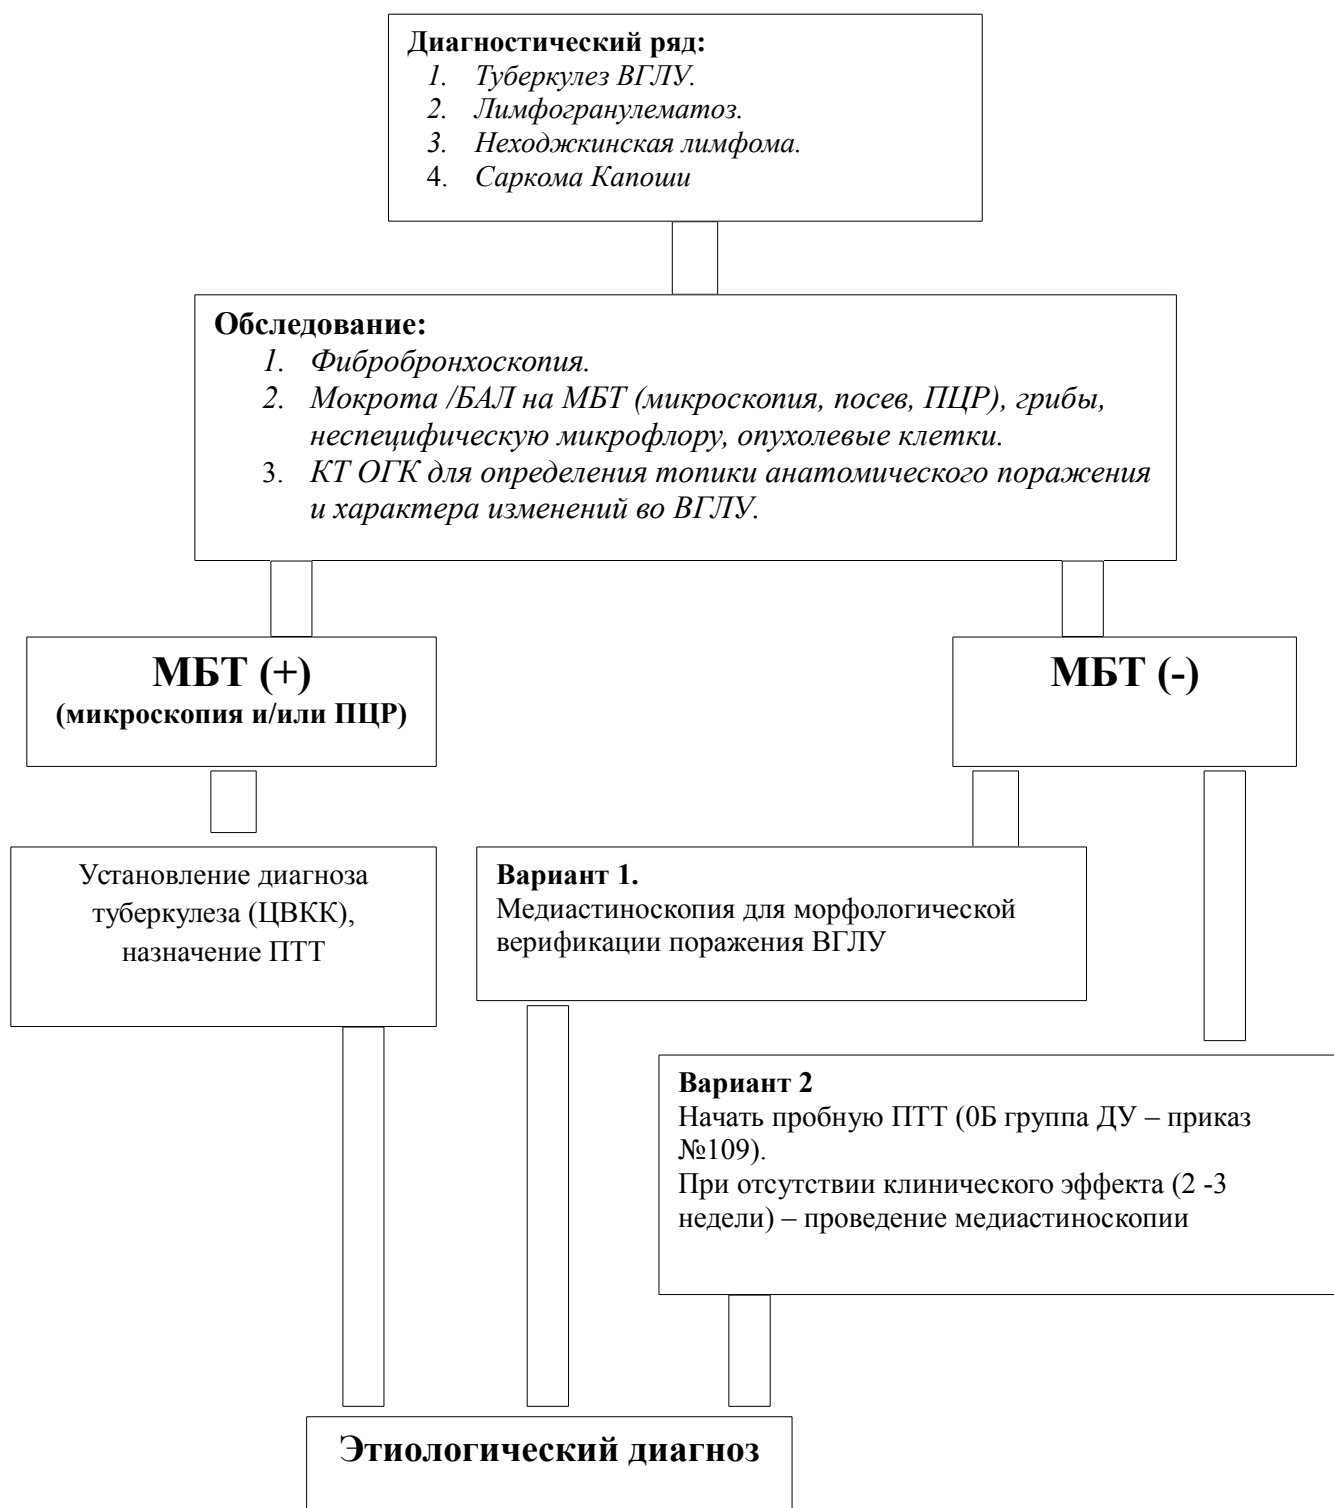 Диагностический ряд:
1. Туберкулез ВГЛУ.
2. Лимфогранулематоз.
3. Неходжкинская лимфома.
4. Саркома Капоши
Обследование:
1. Фибробронхоскопия.
2. Мокрота /БАЛ на МБТ (микроскопия, посев, ПЦР), грибы,
неспецифическую микрофлору, опухолевые клетки.
3. КТ ОГК для определения топики анатомического поражения
и характера изменений во ВГЛУ.
МБТ (+)
(микроскопия и/или ПЦР)
МБТ (-)
Установление диагноза
туберкулеза (ЦВКК),
назначение ПТТ
Вариант 1.
Медиастиноскопия для морфологической
верификации поражения ВГЛУ
Вариант 2
Начать пробную ПТТ (0Б группа ДУ – приказ
№109).
При отсутствии клинического эффекта (2 -3
недели) – проведение медиастиноскопии
Этиологический диагноз